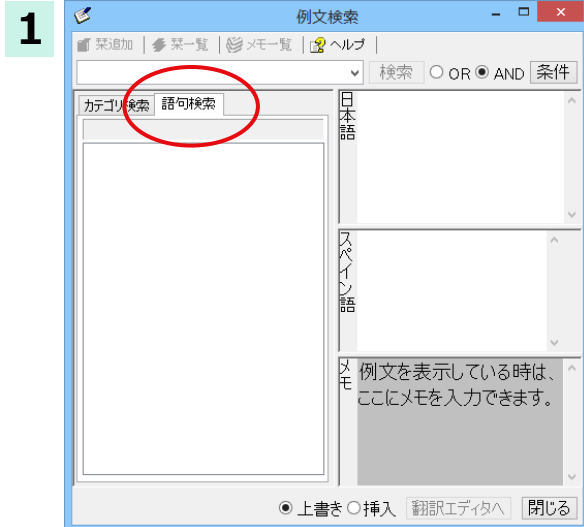 1
例文検索
栞追加 栞一覧 メモ一覧 ヘルプ
検索 OR AND 条件
カテゴリ検索 語句検索
日本語
スペイン語
メモ
例文を表示している時は、
ここにメモを入力できます。
上書き 挿入 翻訳エディタへ 閉じる